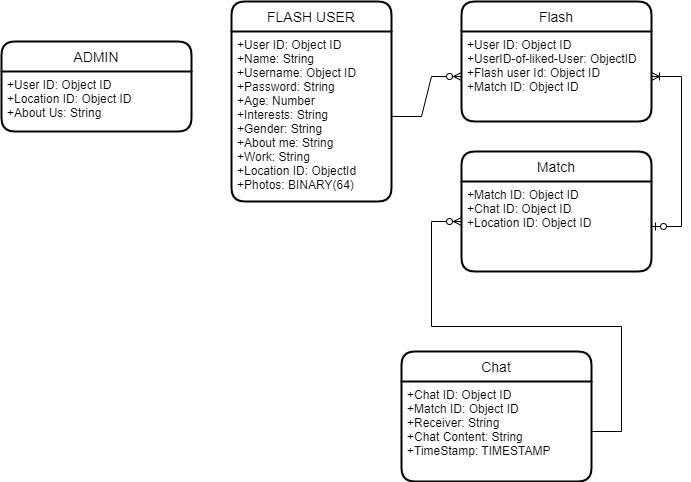 ADMIN
+User ID: Object ID
+Location ID: Object ID
+About Us: String
FLASH USER
+User ID: Object ID
+Name: String
+Username: Object ID
+Password: String
+Age: Number
+Interests: String
+Gender: String
+About me: String
+Work: String
+Location ID: ObjectId
+Photos: BINARY(64)
Flash
+User ID: Object ID
+UserID-of-liked-User: ObjectID
+Flash user Id: Object ID
+Match ID: Object ID
Match
+Match ID: Object ID
+Chat ID: Object ID
+Location ID: Object ID
Chat
+Chat ID: Object ID
+Match ID: Object ID
+Receiver: String
+Chat Content: String
+TimeStamp: TIMESTAMP